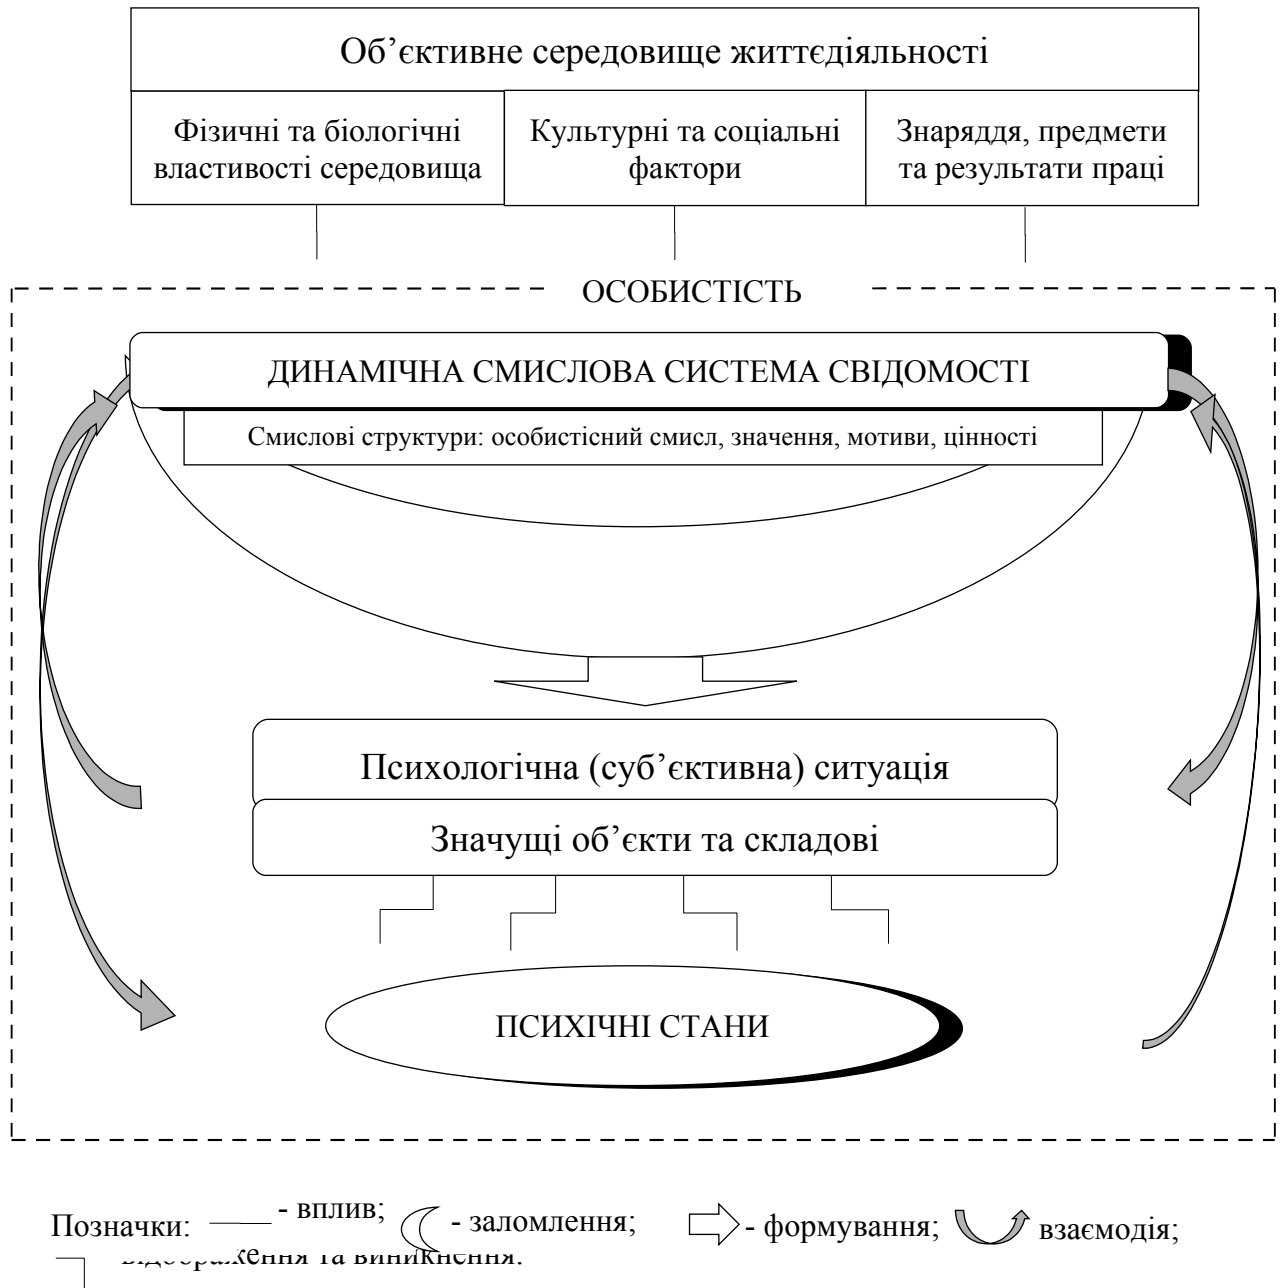 Об’єктивне середовище життєдіяльності
Фізичні та біологічні
властивості середовища
Культурні та соціальні
фактори
Знаряддя, предмети
та результати праці
ОСОБИСТІСТЬ
ДИНАМІЧНА СМИСЛОВА СИСТЕМА СВІДОМОСТІ
Смислові структури: особистісний смисл, значення, мотиви, цінності
Психологічна (суб’єктивна) ситуація
Значущі об’єкти та складові
ПСИХІЧНІ СТАНИ
Позначки: - вплив; - заломлення; - формування; взаємодія;
відображення та виникнення.